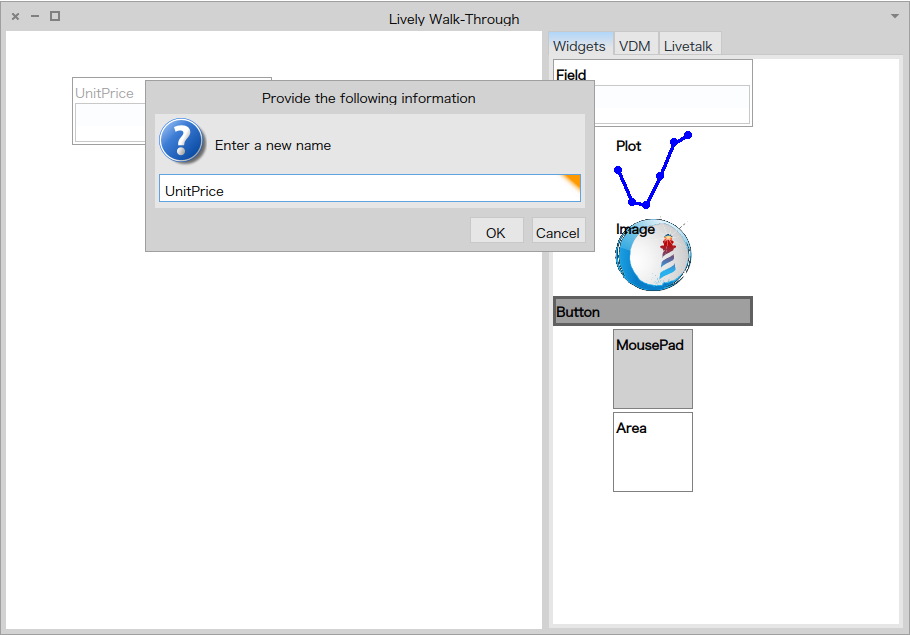 Lively Walk-Through
Widgets VDM Livetalk
Field
UnitPrice
Provide the following information
?
Enter a new name
UnitPrice
OK Cancel
Plot
Image
Button
MousePad
Area